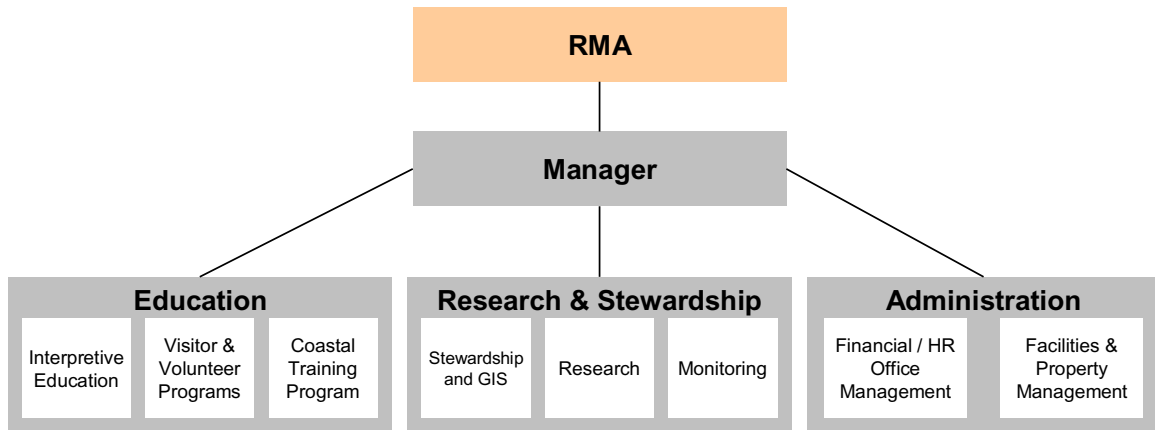 RMA
Manager
Education
Interpretive
Education
Visitor &
Volunteer
Programs
Coastal
Training
Program
Research & Stewardship
Stewardship
and GIS
Research
Monitoring
Administration
Financial / HR
Office
Management
Facilities &
Property
Management